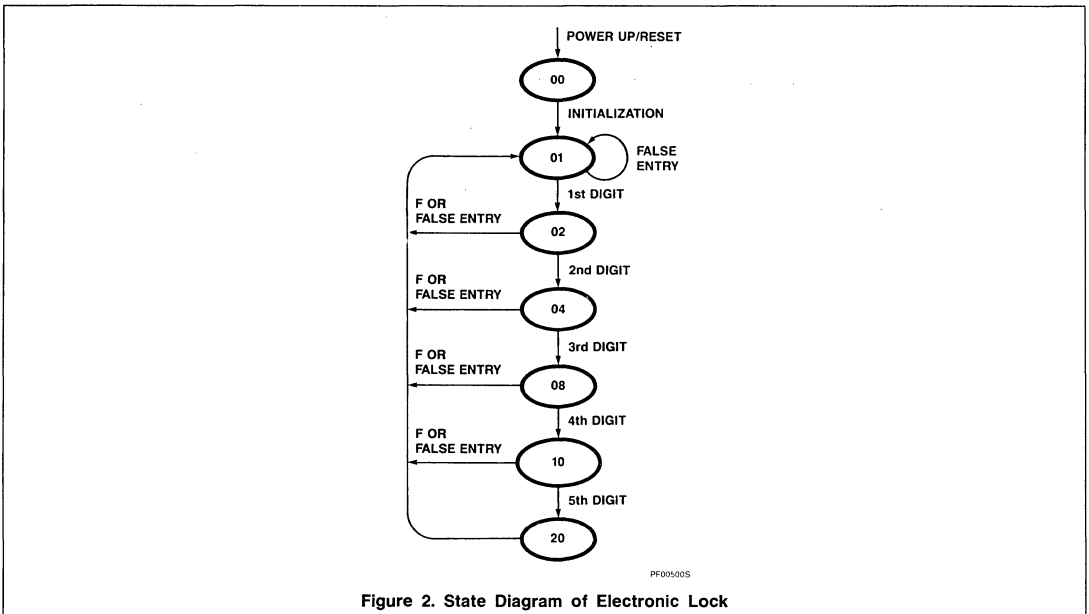 POWER UP/RESET
00
INITIALIZATION
01
FALSE
ENTRY
1st DIGIT
F OR
FALSE ENTRY
02
2nd DIGIT
F OR
FALSE ENTRY
04
3rd DIGIT
F OR
FALSE ENTRY
08
4th DIGIT
F OR
FALSE ENTRY
10
5th DIGIT
20
PF00500S
Figure 2. State Diagram of Electronic Lock